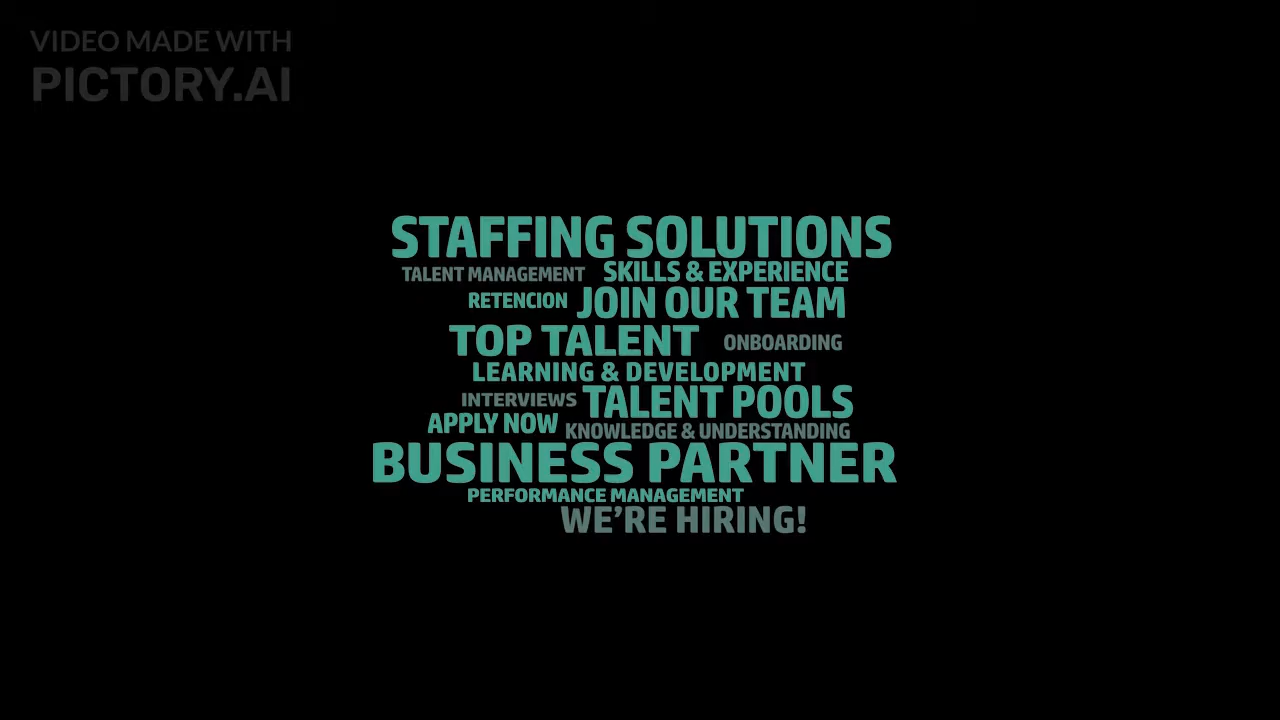 VIDEO MADE WITH
PICTORY.AI
STAFFING SOLUTIONS
TALENT MANAGEMENT SKILLS & EXPERIENCE
RETENCION JOIN OUR TEAM
TOP TALENT ONBOARDING
LEARNING & DEVELOPMENT
INTERVIEWS TALENT POOLS
APPLY NOW KNOWLEDGE & UNDERSTANDING
BUSINESS PARTNER
PERFORMANCE MANAGEMENT
WE'RE HIRING!